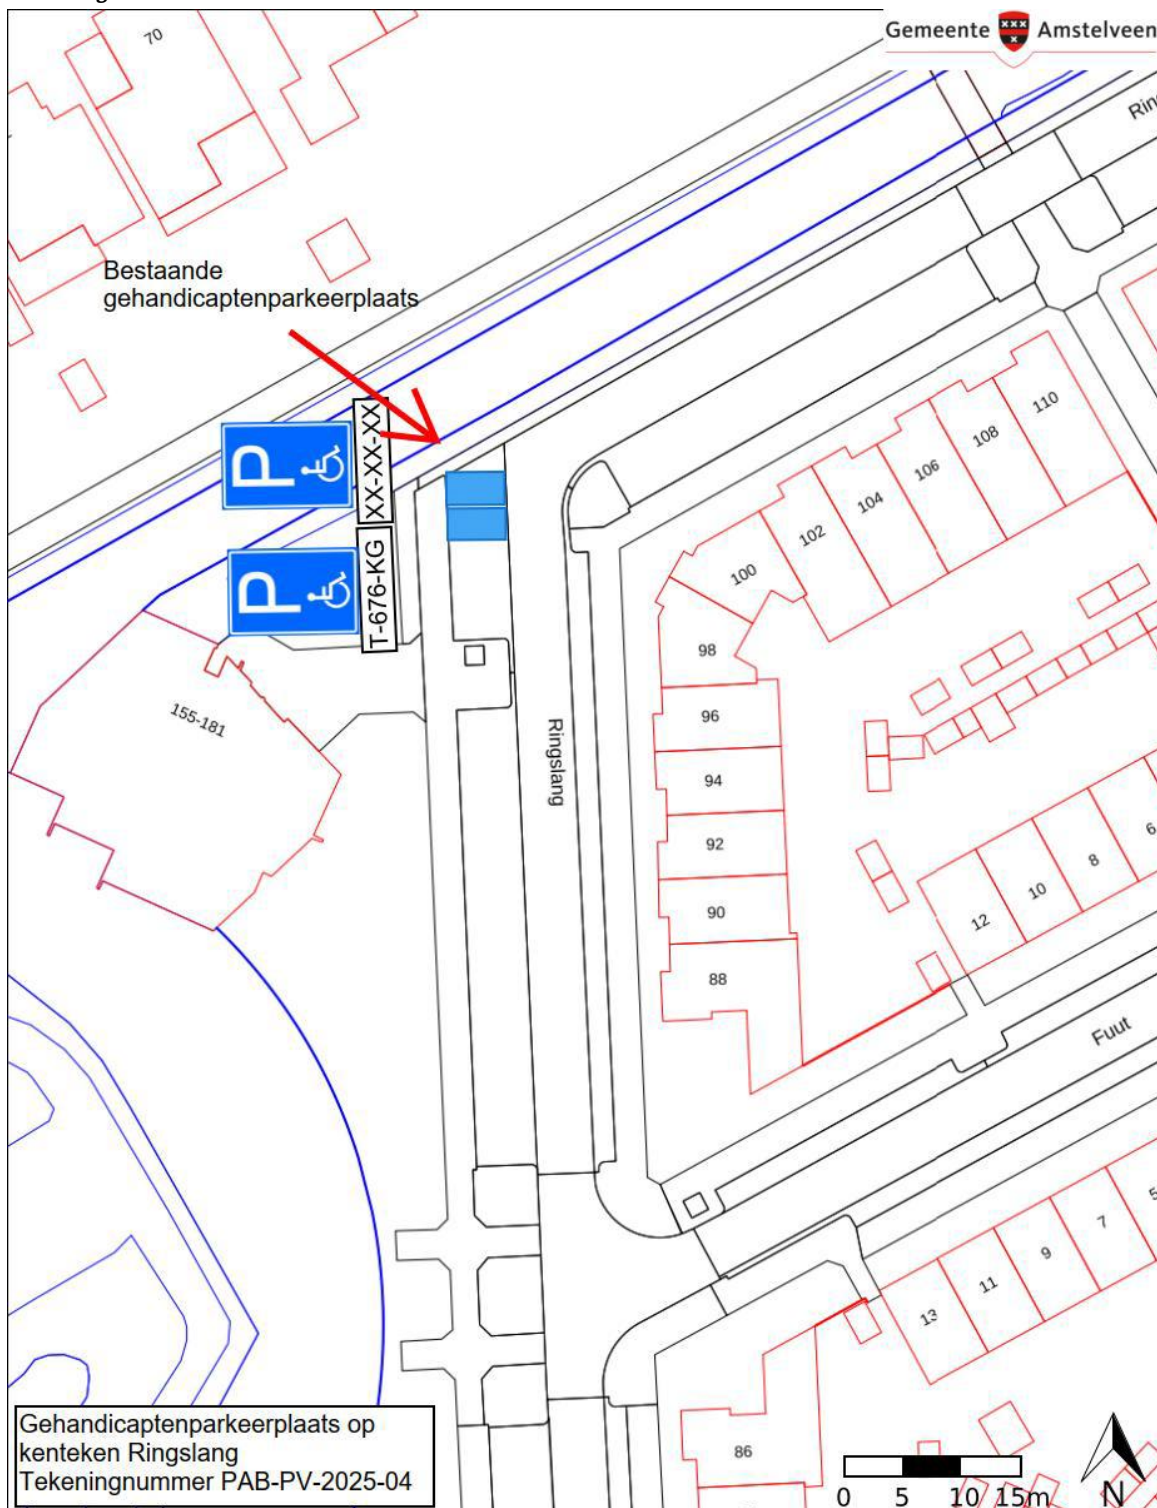 Gemeente Amstelveen
70
Bestaande
gehandicaptenparkeerplaats
P
XX-XX-XX
P
T-676-KG
155-181
Ringslang
110
108
106
104
102
100
98
96
94
92
90
88
12
10
8
6
Fuut
5
7
9
11
13
86
Gehandicaptenparkeerplaats op
kenteken Ringslang
Tekeningnummer PAB-PV-2025-04
0 5 10 15m
N